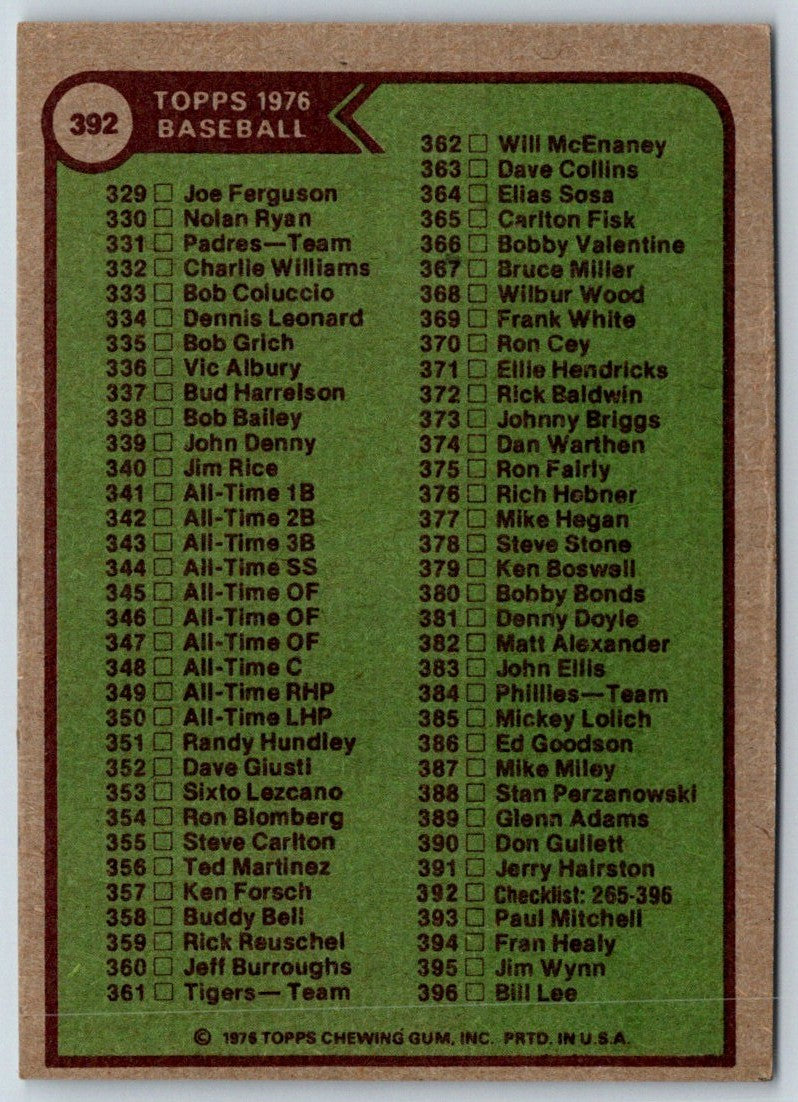 392
TOPPS 1976
BASEBALL
329 Joe Ferguson
330 Nolan Ryan
331 Padres—Team
332 Charlie Williams
333 Bob Coluccio
334 Dennis Leonard
335 Bob Grich
336 Vic Albury
337 Bud Harrelson
338 Bob Bailey
339 John Denny
340 Jim Rice
341 All-Time 1B
342 All-Time 2B
343 All-Time 3B
344 All-Time SS
345 All-Time OF
346 All-Time OF
347 All-Time OF
348 All-Time C
349 All-Time RHP
350 All-Time LHP
351 Randy Hundley
352 Dave Giusti
353 Sixto Lezcano
354 Ron Blomberg
355 Steve Carlton
356 Ted Martinez
357 Ken Forsch
358 Buddy Bell
359 Rick Reuschel
360 Jeff Burroughs
361 Tigers—Team
362 Will McEnaney
363 Dave Collins
364 Elias Sosa
365 Carlton Fisk
366 Bobby Valentine
367 Bruce Miller
368 Wilbur Wood
369 Frank White
370 Ron Cey
371 Ellie Hendricks
372 Rick Baldwin
373 Johnny Briggs
374 Dan Warthen
375 Ron Fairly
376 Rich Hebner
377 Mike Hegan
378 Steve Stone
379 Ken Boswell
380 Bobby Bonds
381 Denny Doyle
382 Matt Alexander
383 John Ellis
384 Phillies—Team
385 Mickey Lolich
386 Ed Goodson
387 Mike Miley
388 Stan Perzanowski
389 Glenn Adams
390 Don Gullett
391 Jerry Hairston
392 Checklist: 265-396
393 Paul Mitchell
394 Fran Healy
395 Jim Wynn
396 Bill Lee
© 1976 TOPPS CHEWING GUM, INC. PRTD. IN U.S.A.